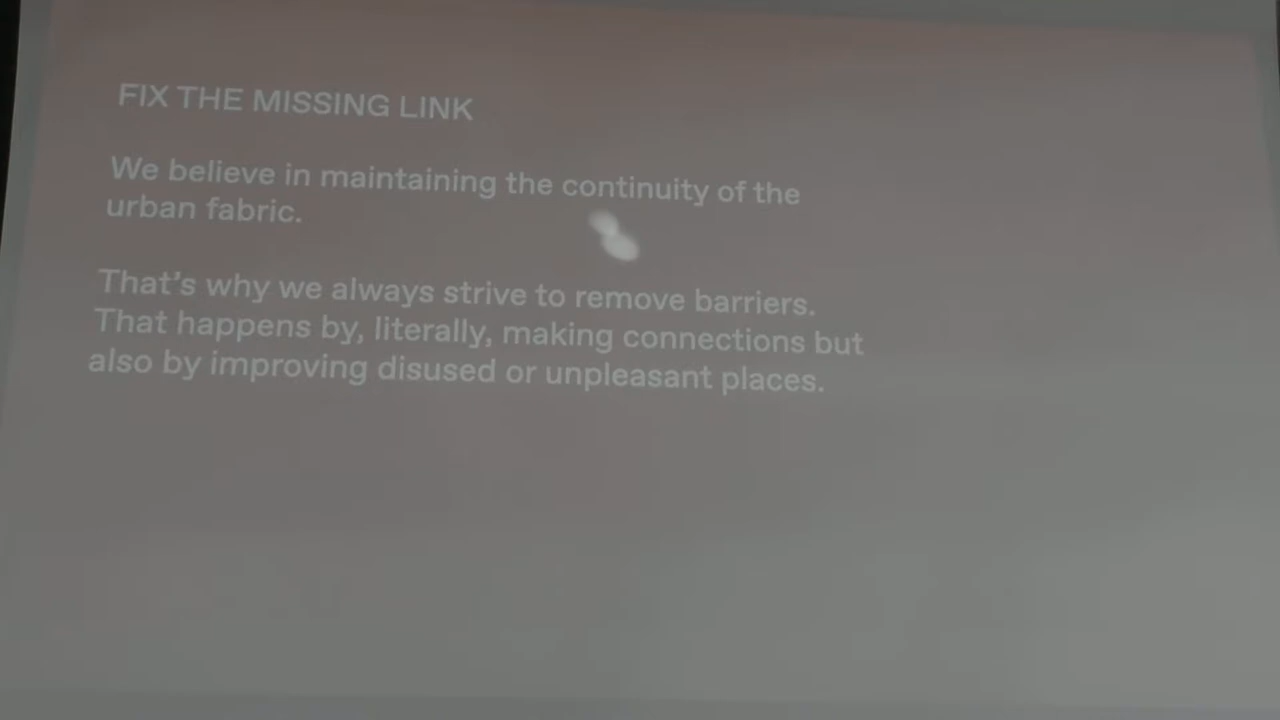 FIX THE MISSING LINK
We believe in maintaining the continuity of the
urban fabric.
That's why we always strive to remove barriers.
That happens by, literally, making connections but
also by improving disused or unpleasant places.